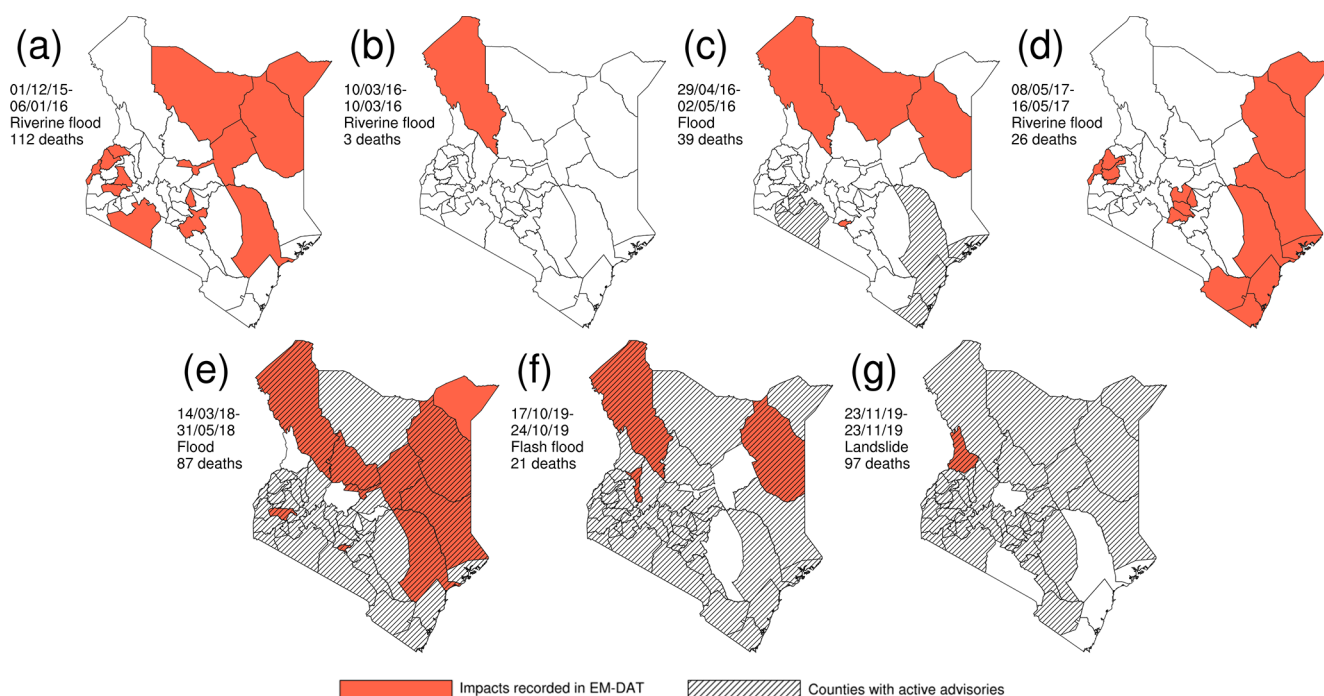 (a)
01/12/15-
06/01/16
Riverine flood
112 deaths
(b)
10/03/16-
10/03/16
Riverine flood
3 deaths
(c)
29/04/16-
02/05/16
Flood
39 deaths
(d)
08/05/17-
16/05/17
Riverine flood
26 deaths
(e)
14/03/18-
31/05/18
Flood
87 deaths
(f)
17/10/19-
24/10/19
Flash flood
21 deaths
(g)
23/11/19-
23/11/19
Landslide
97 deaths
Impacts recorded in EM-DAT
Counties with active advisories